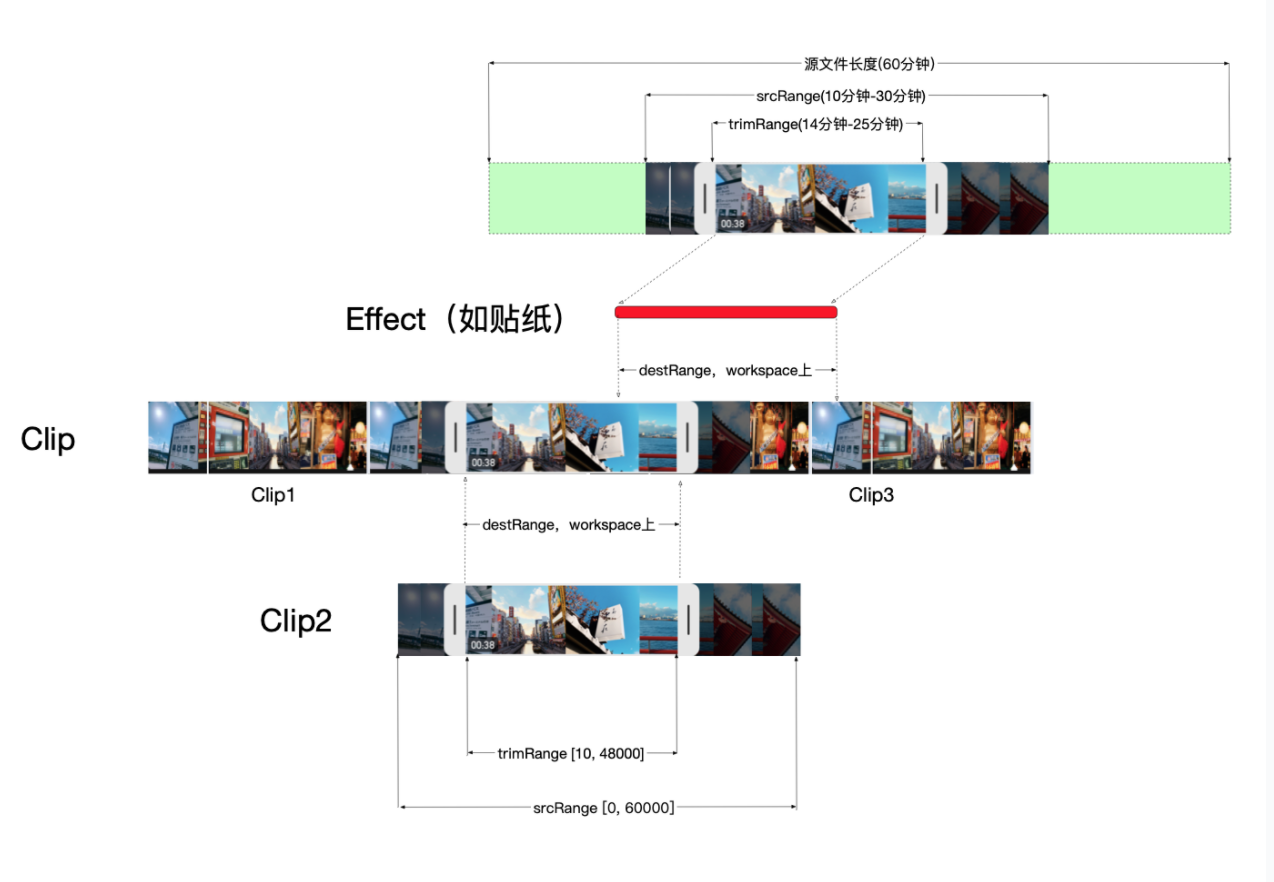 源文件长度(60分钟)
srcRange(10分钟-30分钟)
trimRange(14分钟-25分钟)
00:38
Effect（如贴纸）
destRange，workspace上
Clip
00:38
Clip1
Clip3
destRange，workspace上
Clip2
00:38
trimRange [10, 48000]
srcRange [0, 60000]